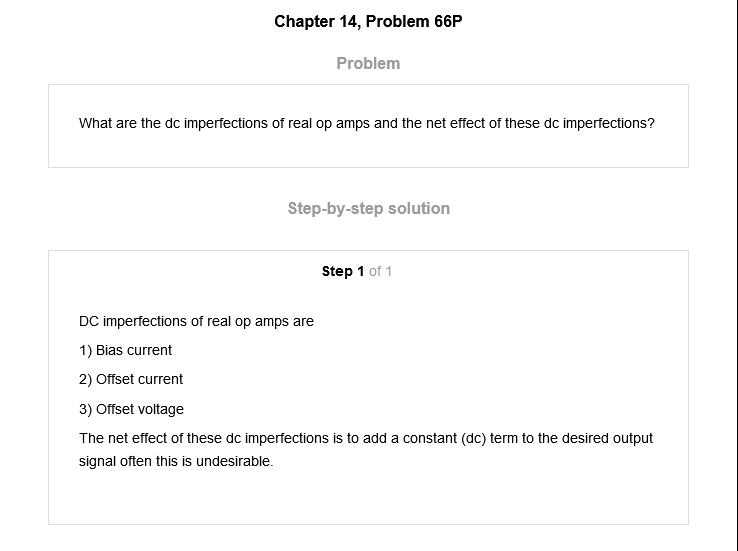 Chapter 14, Problem 66P
Problem
What are the dc imperfections of real op amps and the net effect of these dc imperfections?
Step-by-step solution
Step 1 of 1
DC imperfections of real op amps are
1) Bias current
2) Offset current
3) Offset voltage
The net effect of these dc imperfections is to add a constant (dc) term to the desired output
signal often this is undesirable.